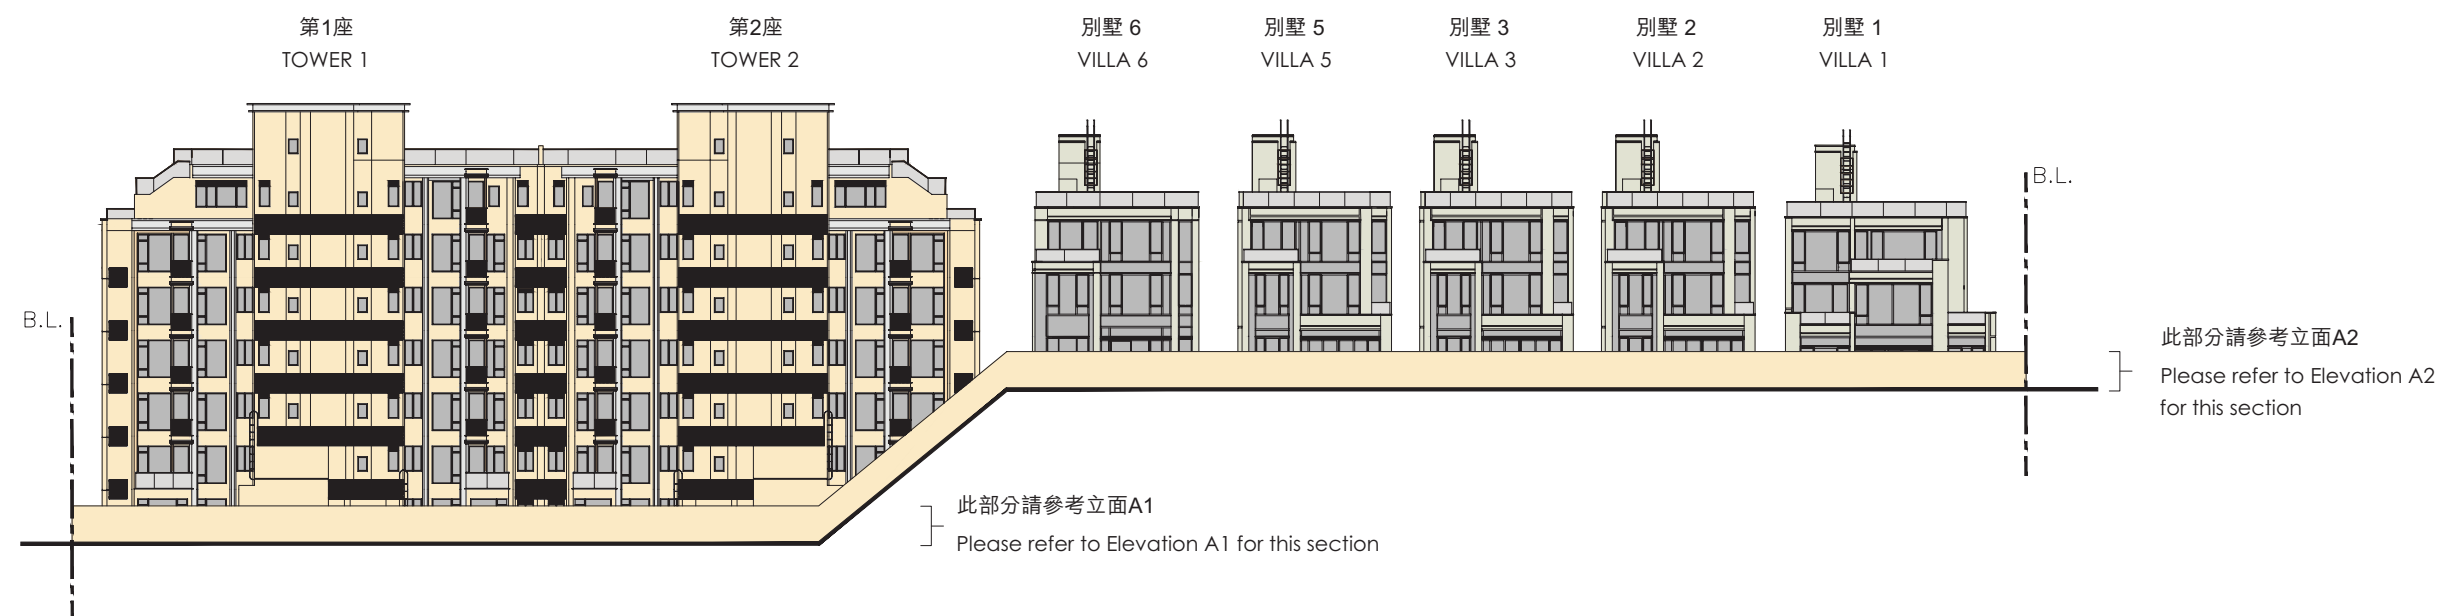 第1座
TOWER 1
第2座
TOWER 2
別墅 6
VILLA 6
別墅 5
VILLA 5
別墅 3
VILLA 3
別墅 2
VILLA 2
別墅 1
VILLA 1
B.L.
B.L.
此部分請參考立面A2
Please refer to Elevation A2
for this section
此部分請參考立面A1
Please refer to Elevation A1 for this section